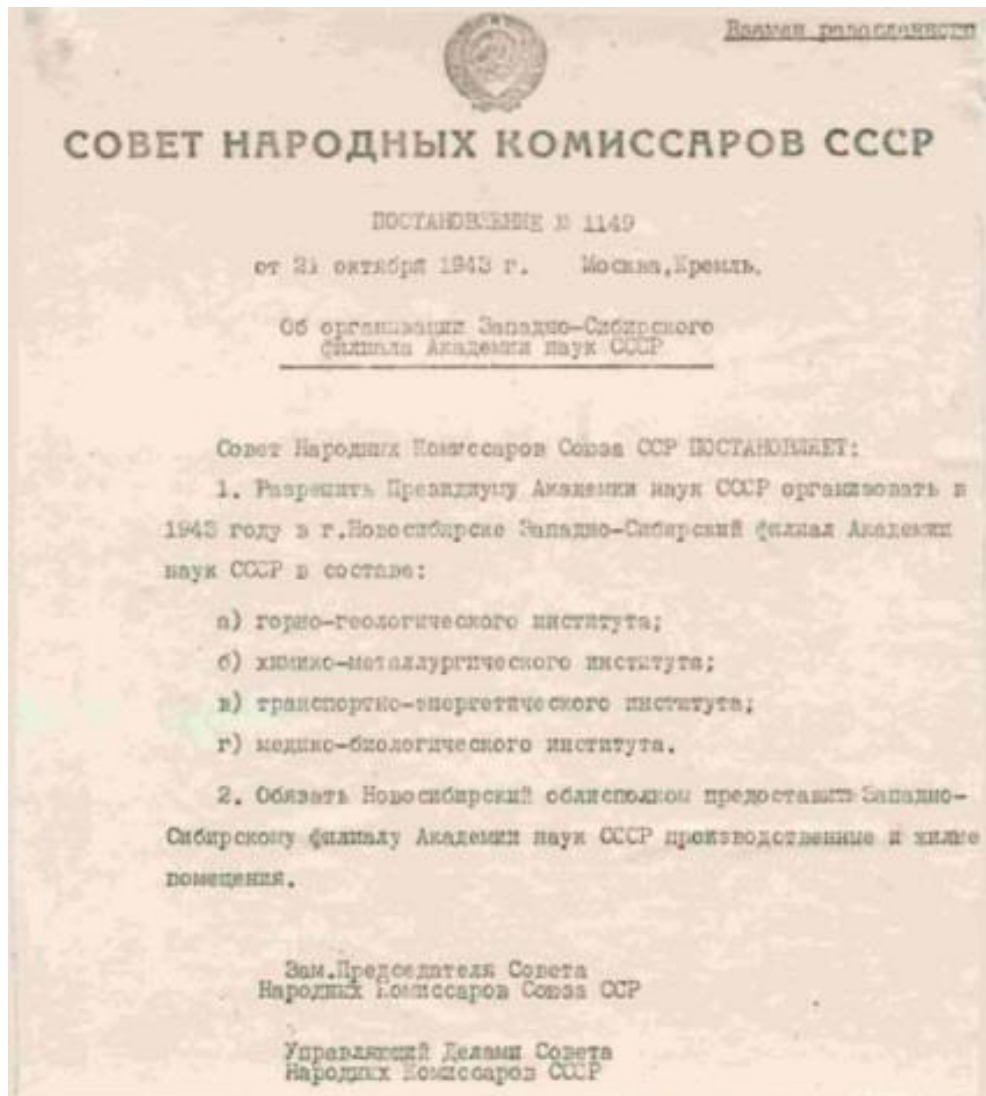 Взамен разосланного
СОВЕТ НАРОДНЫХ КОМИССАРОВ СССР
ПОСТАНОВЛЕНИЕ № 1149
от 21 октября 1943 г. Москва,Кремль.
Об организации Западно-Сибирского
филиала Академии наук СССР
Совет Народных Комиссаров Союза ССР ПОСТАНОВЛЯЕТ:
1. Разрешить Президиуму Академии наук СССР организовать в
1943 году в г.Новосибирске Западно-Сибирский филиал Академии
наук СССР в составе:
а) горно-геологического института;
б) химико-металлургического института;
в) транспортно-энергетического института;
г) медико-биологического института.
2. Обязать Новосибирский облисполком предоставить Западно-
Сибирскому филиалу Академии наук СССР производственные и жилые
помещения.
Зам.Председателя Совета
Народных Комиссаров Союза ССР
Управляющий Делами Совета
Народных Комиссаров СССР